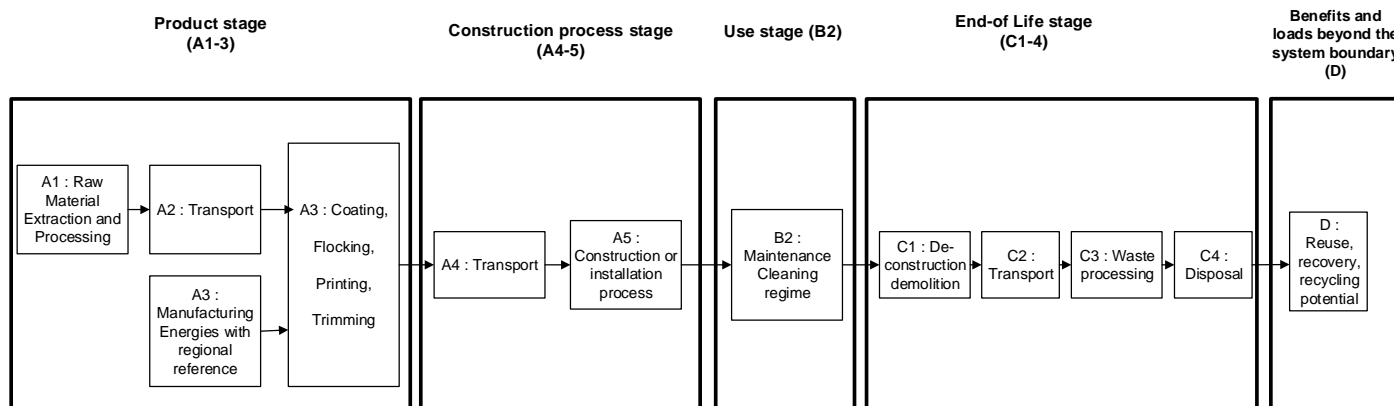 Product stage
(A1-3)
Construction process stage
(A4-5)
Use stage (B2)
End-of Life stage
(C1-4)
Benefits and
loads beyond the
system boundary
(D)
A1 : Raw
Material
Extraction and
Processing
A2 : Transport
A3 :
Manufacturing
Energies with
regional
reference
A3 : Coating,
Flocking,
Printing,
Trimming
A4 : Transport
A5 :
Construction or
installation
process
B2 :
Maintenance
Cleaning
regime
C1 : De-
construction
demolition
C2 :
Transport
C3 : Waste
processing
C4 :
Disposal
D :
Reuse,
recovery,
recycling
potential